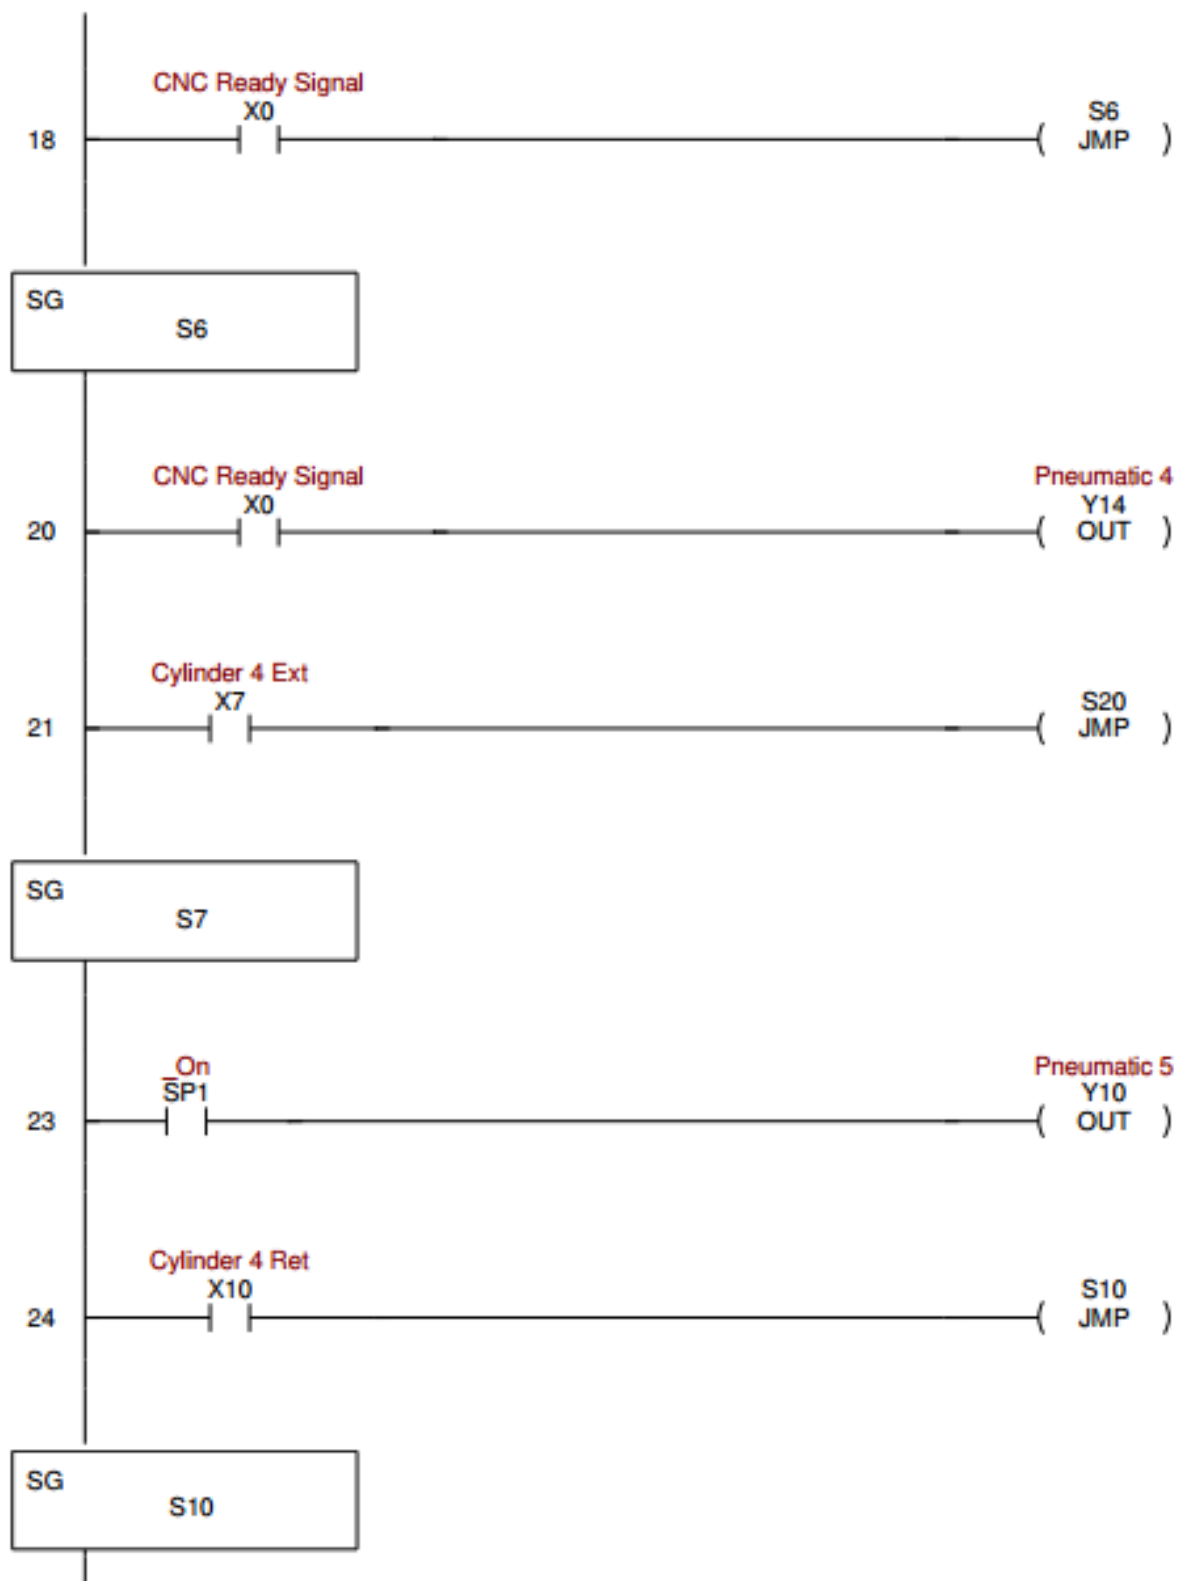 CNC Ready Signal
X0
S6
18
JMP
SG
S6
CNC Ready Signal
Pneumatic 4
X0
Y14
20
OUT
Cylinder 4 Ext
X7
S20
21
JMP
SG
S7
_On
Pneumatic 5
SP1
Y10
23
OUT
Cylinder 4 Ret
X10
S10
24
JMP
SG
S10